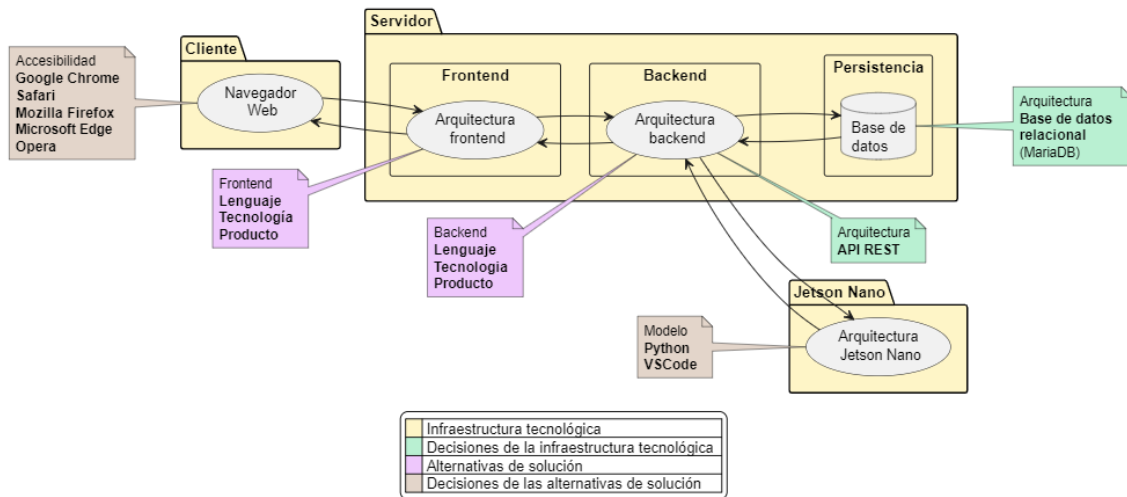 Servidor
Cliente
Accesibilidad
Google Chrome
Safari
Mozilla Firefox
Microsoft Edge
Opera
Navegador
Web
Frontend
Arquitectura
frontend
Backend
Arquitectura
backend
Persistencia
Base de
datos
Arquitectura
Base de datos
relacional
(MariaDB)
Frontend
Lenguaje
Tecnología
Producto
Backend
Lenguaje
Tecnologia
Producto
Arquitectura
API REST
Jetson Nano
Arquitectura
Jetson Nano
Modelo
Python
VSCode
Infraestructura tecnológica
Decisiones de la infraestructura tecnológica
Alternativas de solución
Decisiones de las alternativas de solución